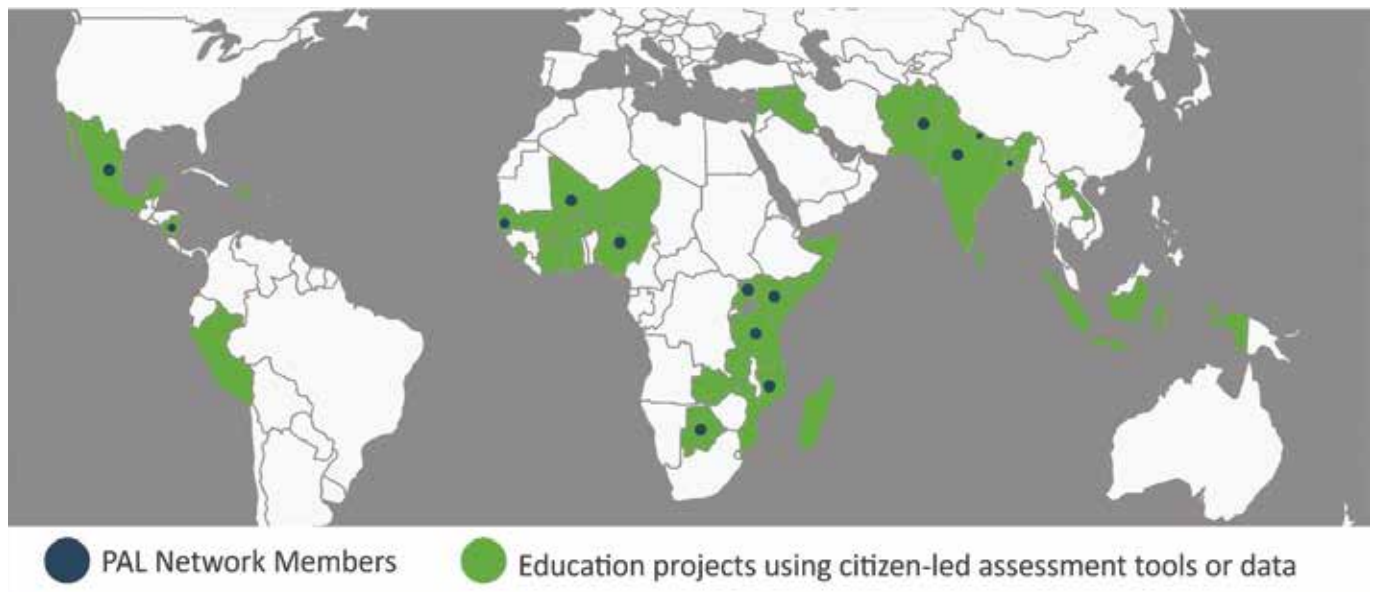 PAL Network Members
Education projects using citizen-led assessment tools or data